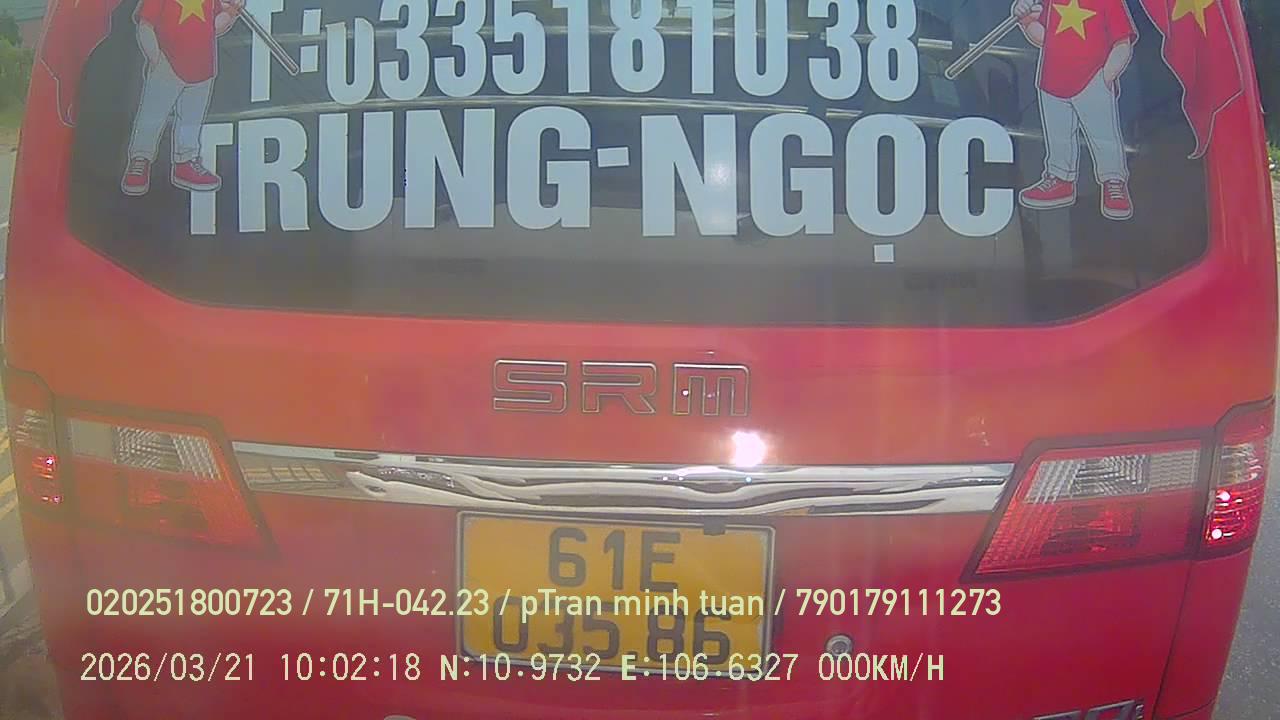 T:0335181038
TRUNG-NGỌC
SRM
61E
035.86
020251800723 / 71H-042.23 / pTran minh tuan / 790179111273
2026/03/21 10:02:18 N:10.9732 E:106.6327 000KM/H